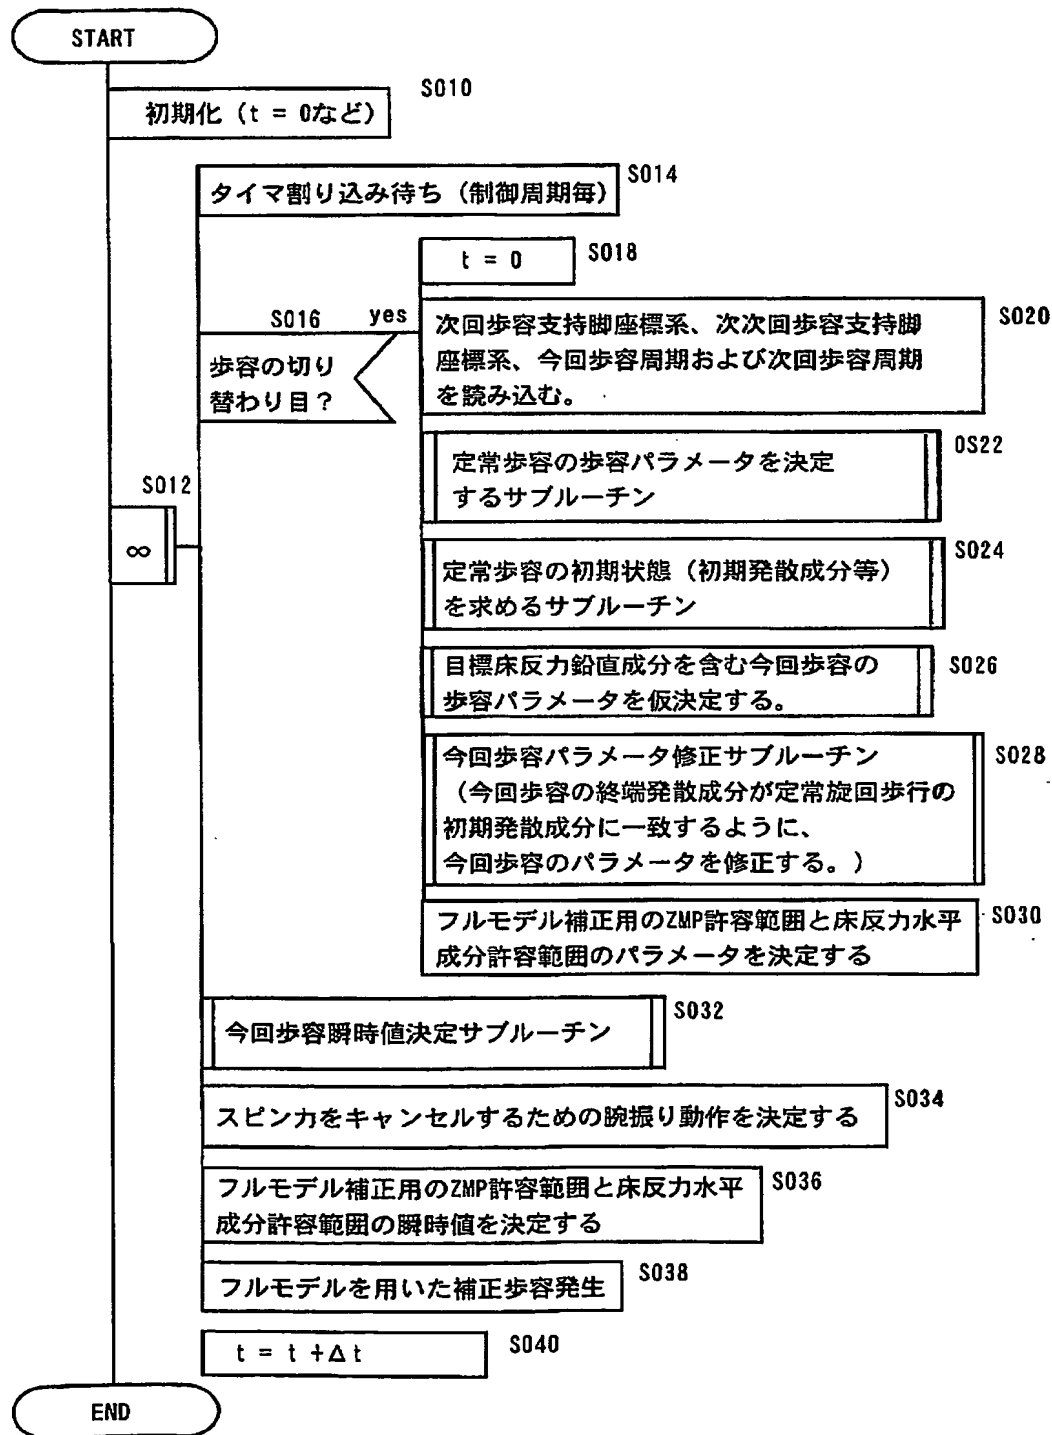 START
S010
初期化（t = 0など）
S014
タイマ割り込み待ち（制御周期毎）
S018
t = 0
S016
yes
歩容の切り
替わり目？
S020
次回歩容支持脚座標系、次次回歩容支持脚
座標系、今回歩容周期および次回歩容周期
を読み込む。
0S22
定常歩容の歩容パラメータを決定
するサブルーチン
S012
∞
S024
定常歩容の初期状態（初期発散成分等）
を求めるサブルーチン
S026
目標床反力鉛直成分を含む今回歩容の
歩容パラメータを仮決定する。
S028
今回歩容パラメータ修正サブルーチン
（今回歩容の終端発散成分が定常旋回歩行の
初期発散成分に一致するように、
今回歩容のパラメータを修正する。）
S030
フルモデル補正用のZMP許容範囲と床反力水平
成分許容範囲のパラメータを決定する
S032
今回歩容瞬時値決定サブルーチン
S034
スピン力をキャンセルするための腕振り動作を決定する
S036
フルモデル補正用のZMP許容範囲と床反力水平
成分許容範囲の瞬時値を決定する
S038
フルモデルを用いた補正歩容発生
S040
t = t +Δt
END